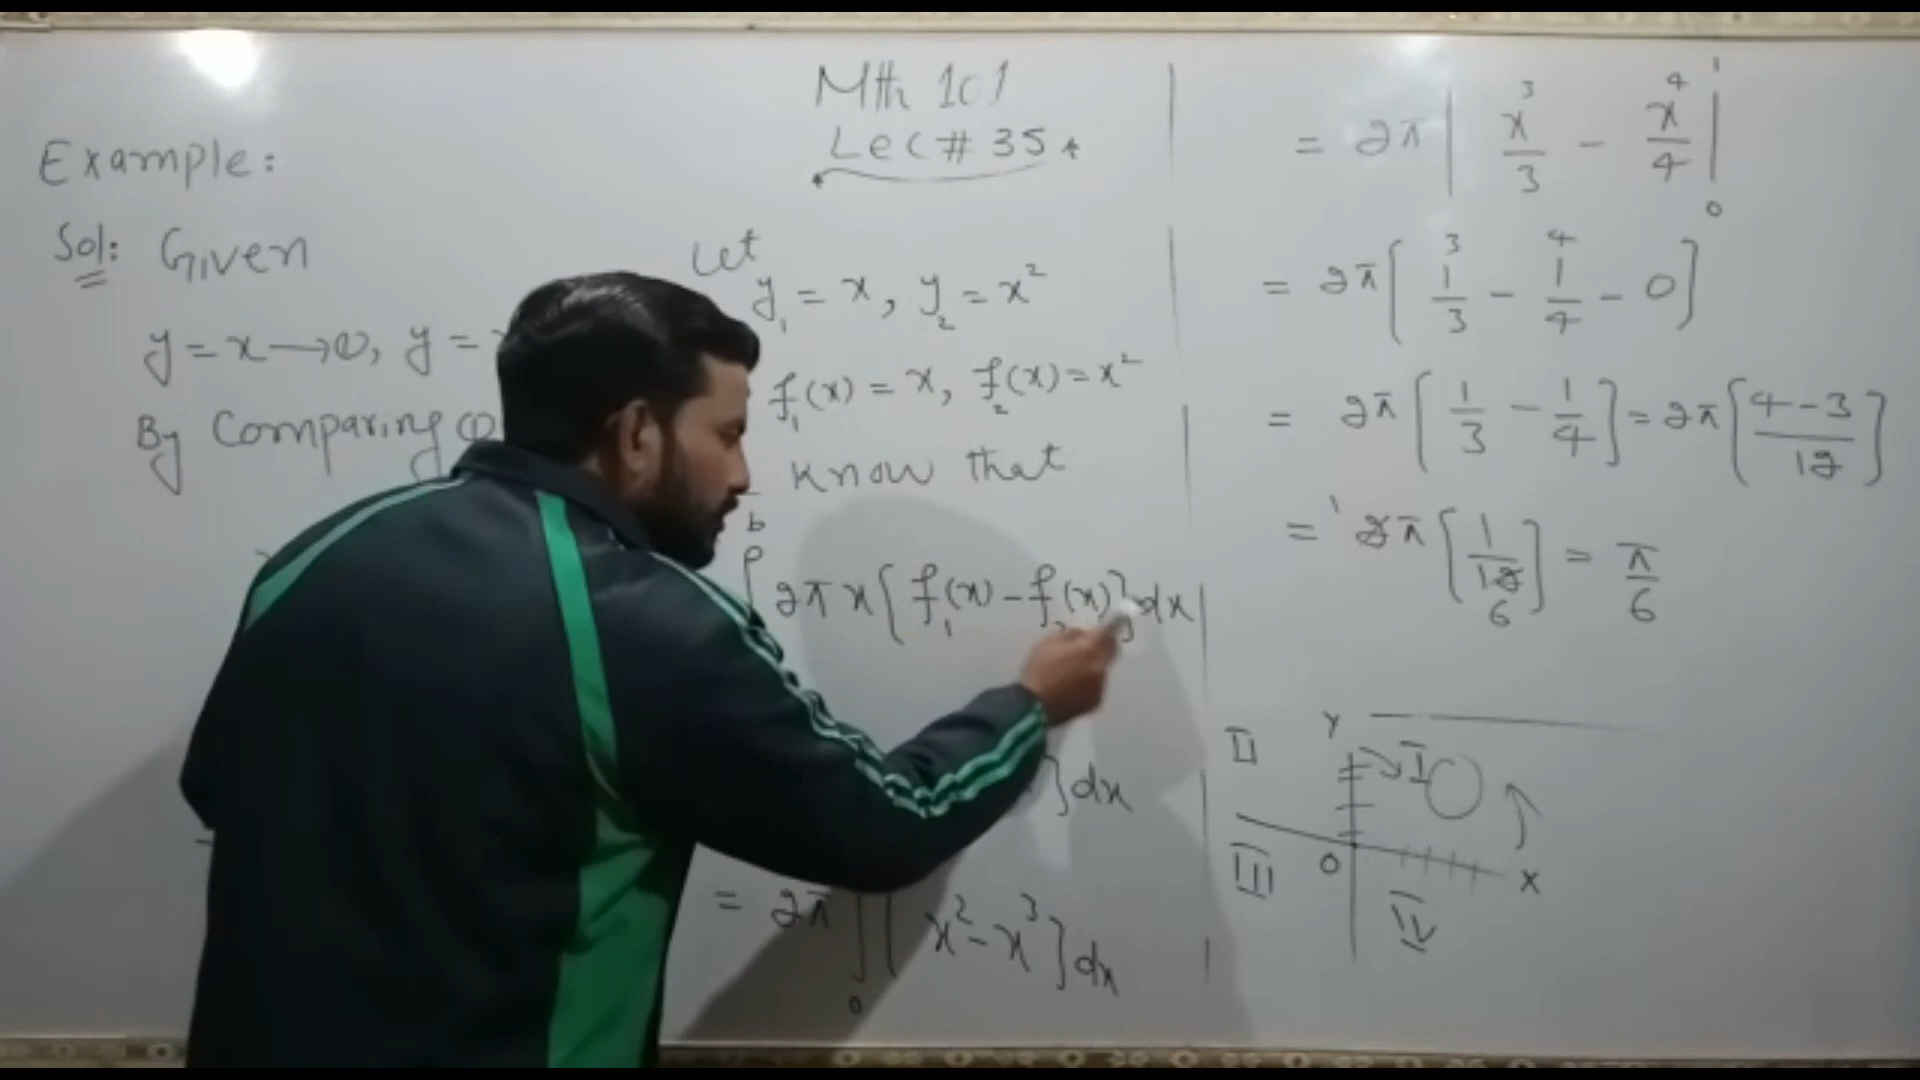 Mth 101
Lec # 35
Example:
Sol: Given
y = x → ①, y =
By Comparing ①
Let
y₁ = x, y₂ = x²
f₁(x) = x, f₂(x) = x²
know that
∫ᵇ 2πx[f₁(x) − f₂(x)]dx
]dx
= 2π∫₀[x² − x³]dx
= 2π | x³/3 − x⁴/4 |₀¹
= 2π[1³/3 − 1⁴/4 − 0]
= 2π[1/3 − 1/4] = 2π[4−3/12]
= 2π[1/12] = π/6
1
6
Y
II
I
III
O
X
IV